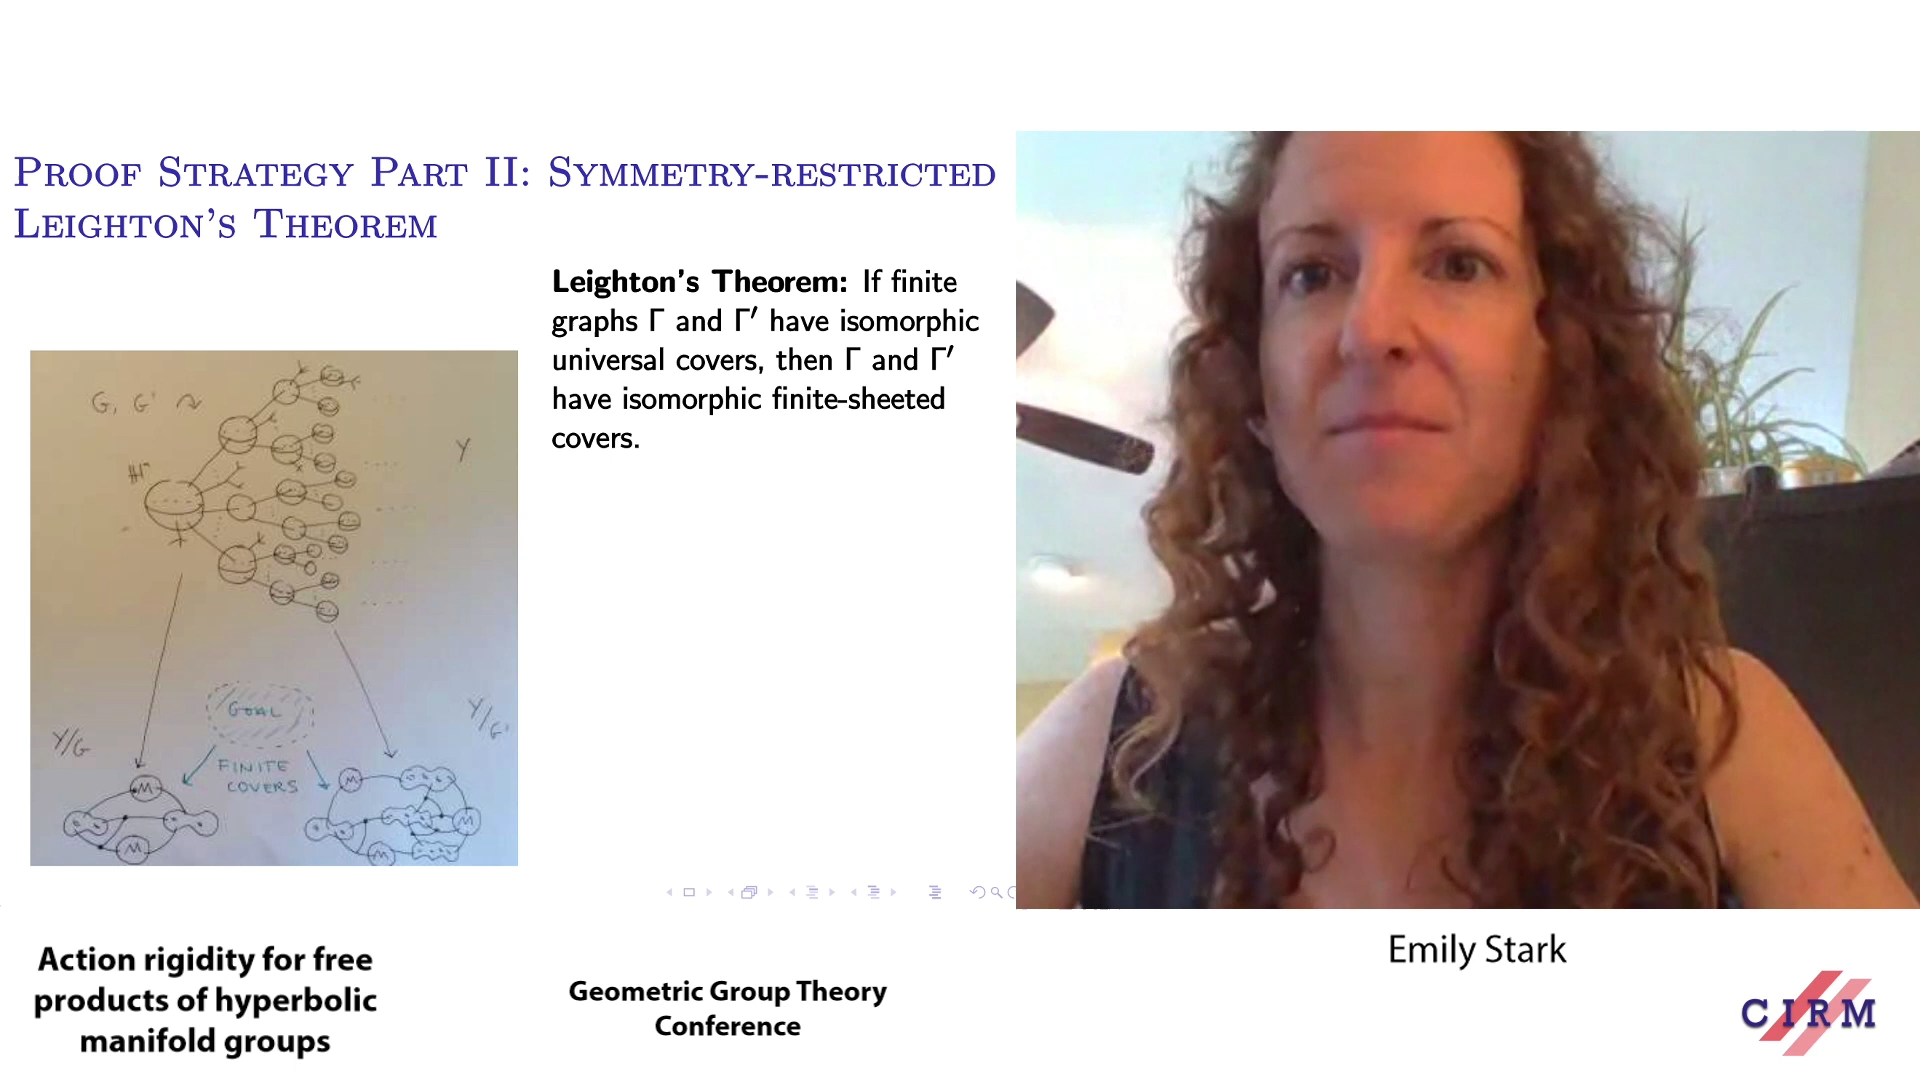 PROOF STRATEGY PART II: SYMMETRY-RESTRICTED
LEIGHTON'S THEOREM
Leighton's Theorem: If finite
graphs Γ and Γ′ have isomorphic
universal covers, then Γ and Γ′
have isomorphic finite-sheeted
covers.
G, G'
Y
ℍⁿ
GOAL
Y/G
Y/G'
FINITE
COVERS
M
M
M
M
M
Action rigidity for free
products of hyperbolic
manifold groups
Geometric Group Theory
Conference
Emily Stark
CIRM